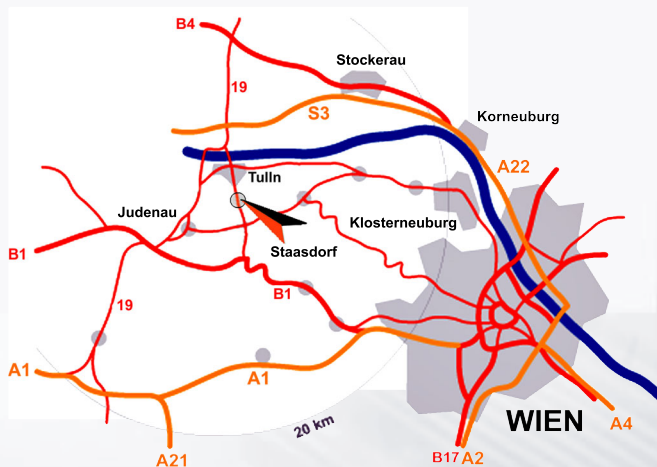 B4
Stockerau
19
S3
Korneuburg
A22
Tulln
Judenau
Klosterneuburg
Staasdorf
B1
B1
19
A1
A1
20 km
WIEN
A4
A21
B17 A2